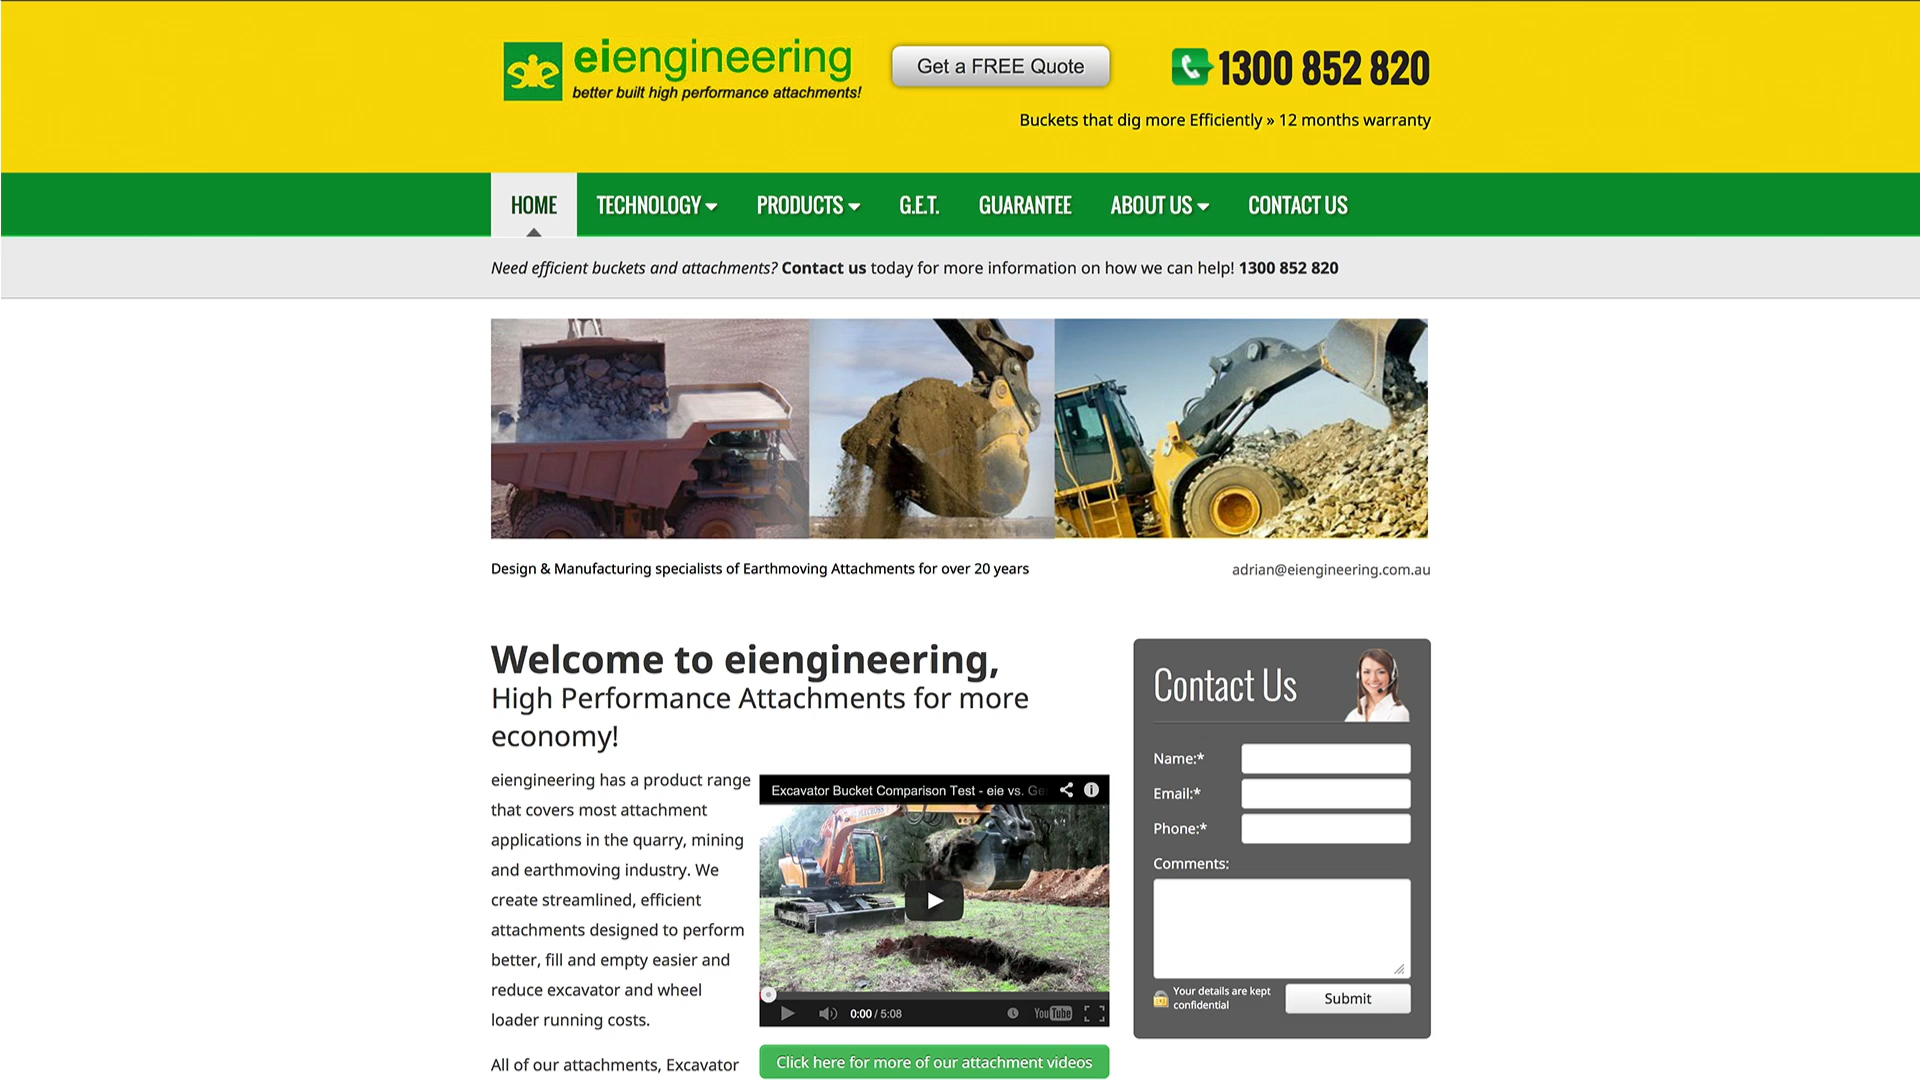 eiengineering
better built high performance attachments!
Get a FREE Quote
1300 852 820
Buckets that dig more Efficiently » 12 months warranty
HOME TECHNOLOGY PRODUCTS G.E.T. GUARANTEE ABOUT US CONTACT US
Need efficient buckets and attachments? Contact us today for more information on how we can help! 1300 852 820
Design & Manufacturing specialists of Earthmoving Attachments for over 20 years
adrian@eiengineering.com.au
Welcome to eiengineering,
High Performance Attachments for more
economy!
eiengineering has a product range
that covers most attachment
applications in the quarry, mining
and earthmoving industry. We
create streamlined, efficient
attachments designed to perform
better, fill and empty easier and
reduce excavator and wheel
loader running costs.
All of our attachments, Excavator
Excavator Bucket Comparison Test - eie vs. Ge
0:00 / 5:08
YouTube
Click here for more of our attachment videos
Contact Us
Name:*
Email:*
Phone:*
Comments:
Your details are kept
confidential
Submit